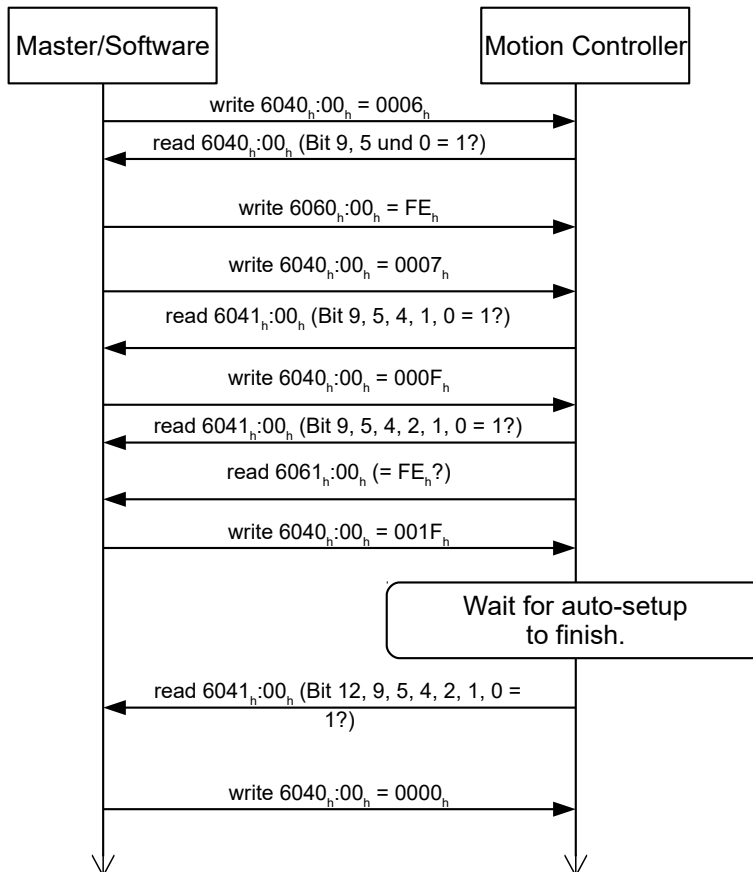 Master/Software
Motion Controller
write 6040ₕ:00ₕ = 0006ₕ
read 6040ₕ:00ₕ (Bit 9, 5 und 0 = 1?)
write 6060ₕ:00ₕ = FEₕ
write 6040ₕ:00ₕ = 0007ₕ
read 6041ₕ:00ₕ (Bit 9, 5, 4, 1, 0 = 1?)
write 6040ₕ:00ₕ = 000Fₕ
read 6041ₕ:00ₕ (Bit 9, 5, 4, 2, 1, 0 = 1?)
read 6061ₕ:00ₕ (= FEₕ?)
write 6040ₕ:00ₕ = 001Fₕ
Wait for auto-setup
to finish.
read 6041ₕ:00ₕ (Bit 12, 9, 5, 4, 2, 1, 0 =
1?)
write 6040ₕ:00ₕ = 0000ₕ